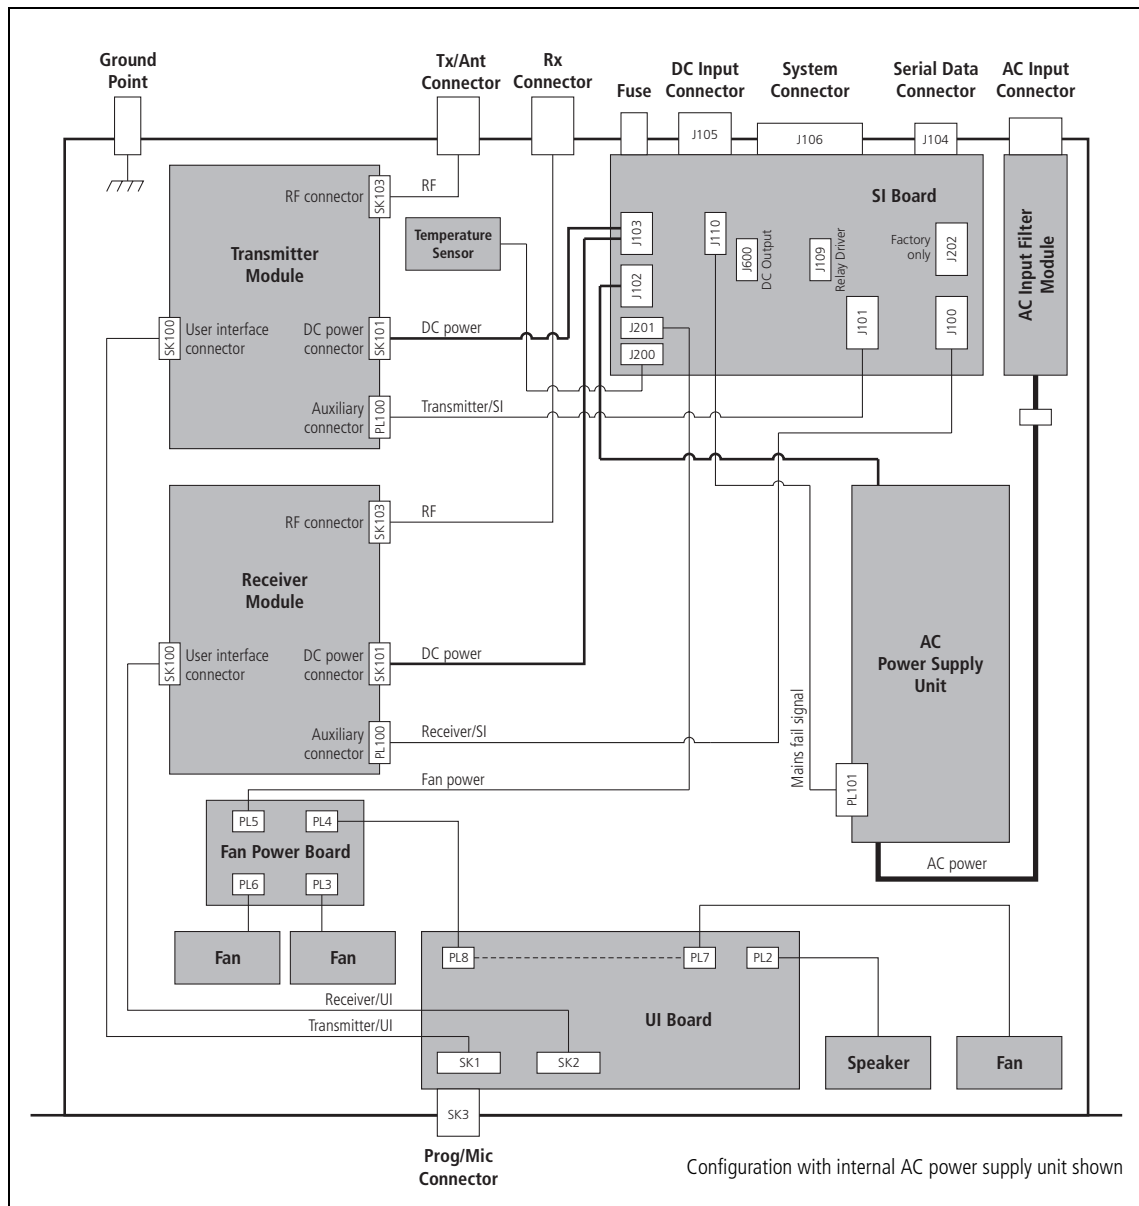 Ground
Point
Tx/Ant
Connector
Rx
Connector
Fuse
DC Input
Connector
System
Connector
Serial Data
Connector
AC Input
Connector
J105
J106
J104
SI Board
RF connector
SK103
RF
Transmitter
Module
Temperature
Sensor
J103
J110
J600
DC Output
J109
Relay Driver
Factory
only
J202
J102
J201
J200
J101
J100
AC Input Filter
Module
SK100
User interface
connector
DC power
connector
SK101
DC power
Auxiliary
connector
PL100
Transmitter/SI
RF connector
SK103
RF
Receiver
Module
SK100
User interface
connector
DC power
connector
SK101
DC power
Auxiliary
connector
PL100
Receiver/SI
AC
Power Supply
Unit
Mains fail signal
PL101
AC power
Fan power
PL5
PL4
Fan Power Board
PL6
PL3
Fan
Fan
PL8
PL7
PL2
UI Board
Receiver/UI
Transmitter/UI
SK1
SK2
Speaker
Fan
SK3
Prog/Mic
Connector
Configuration with internal AC power supply unit shown